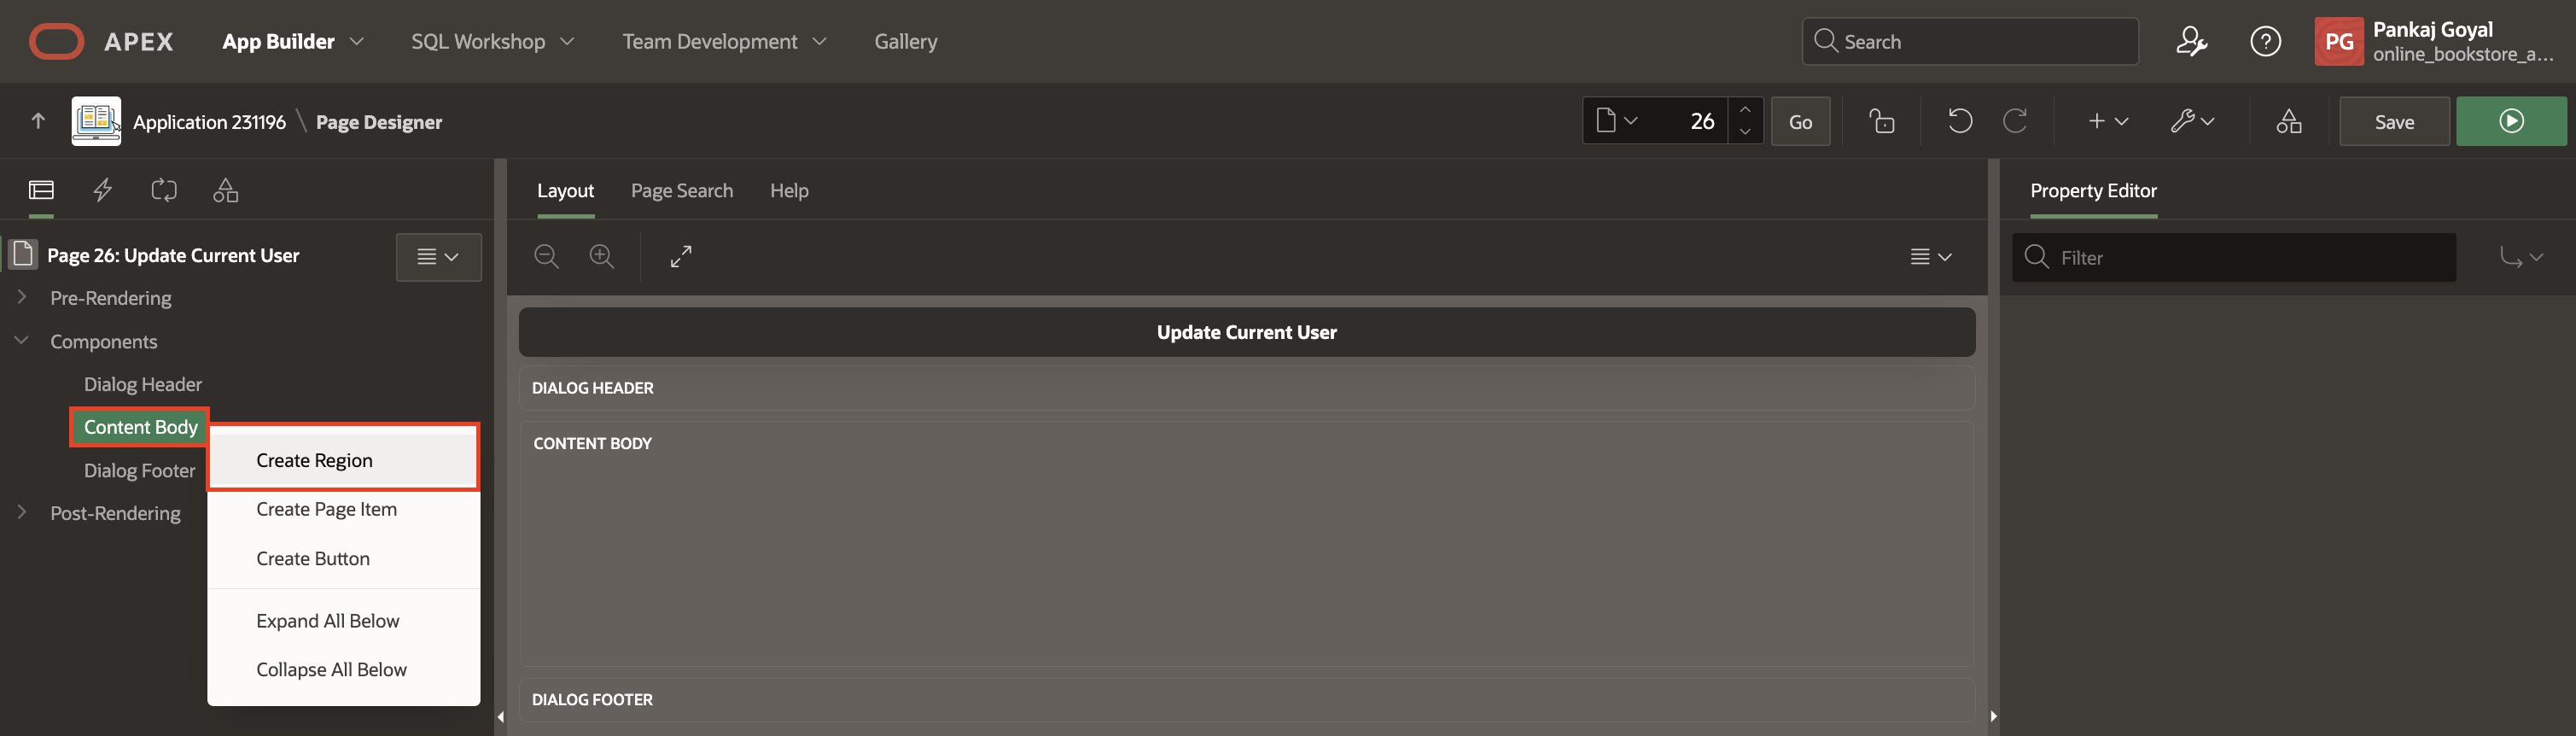 APEX
App Builder
SQL Workshop
Team Development
Gallery
Search
PG
Pankaj Goyal
online_bookstore_a...
Application 231196 \ Page Designer
26
Go
Save
Layout
Page Search
Help
Property Editor
Page 26: Update Current User
Filter
Pre-Rendering
Components
Dialog Header
Content Body
Dialog Footer
Post-Rendering
Create Region
Create Page Item
Create Button
Expand All Below
Collapse All Below
Update Current User
DIALOG HEADER
CONTENT BODY
DIALOG FOOTER